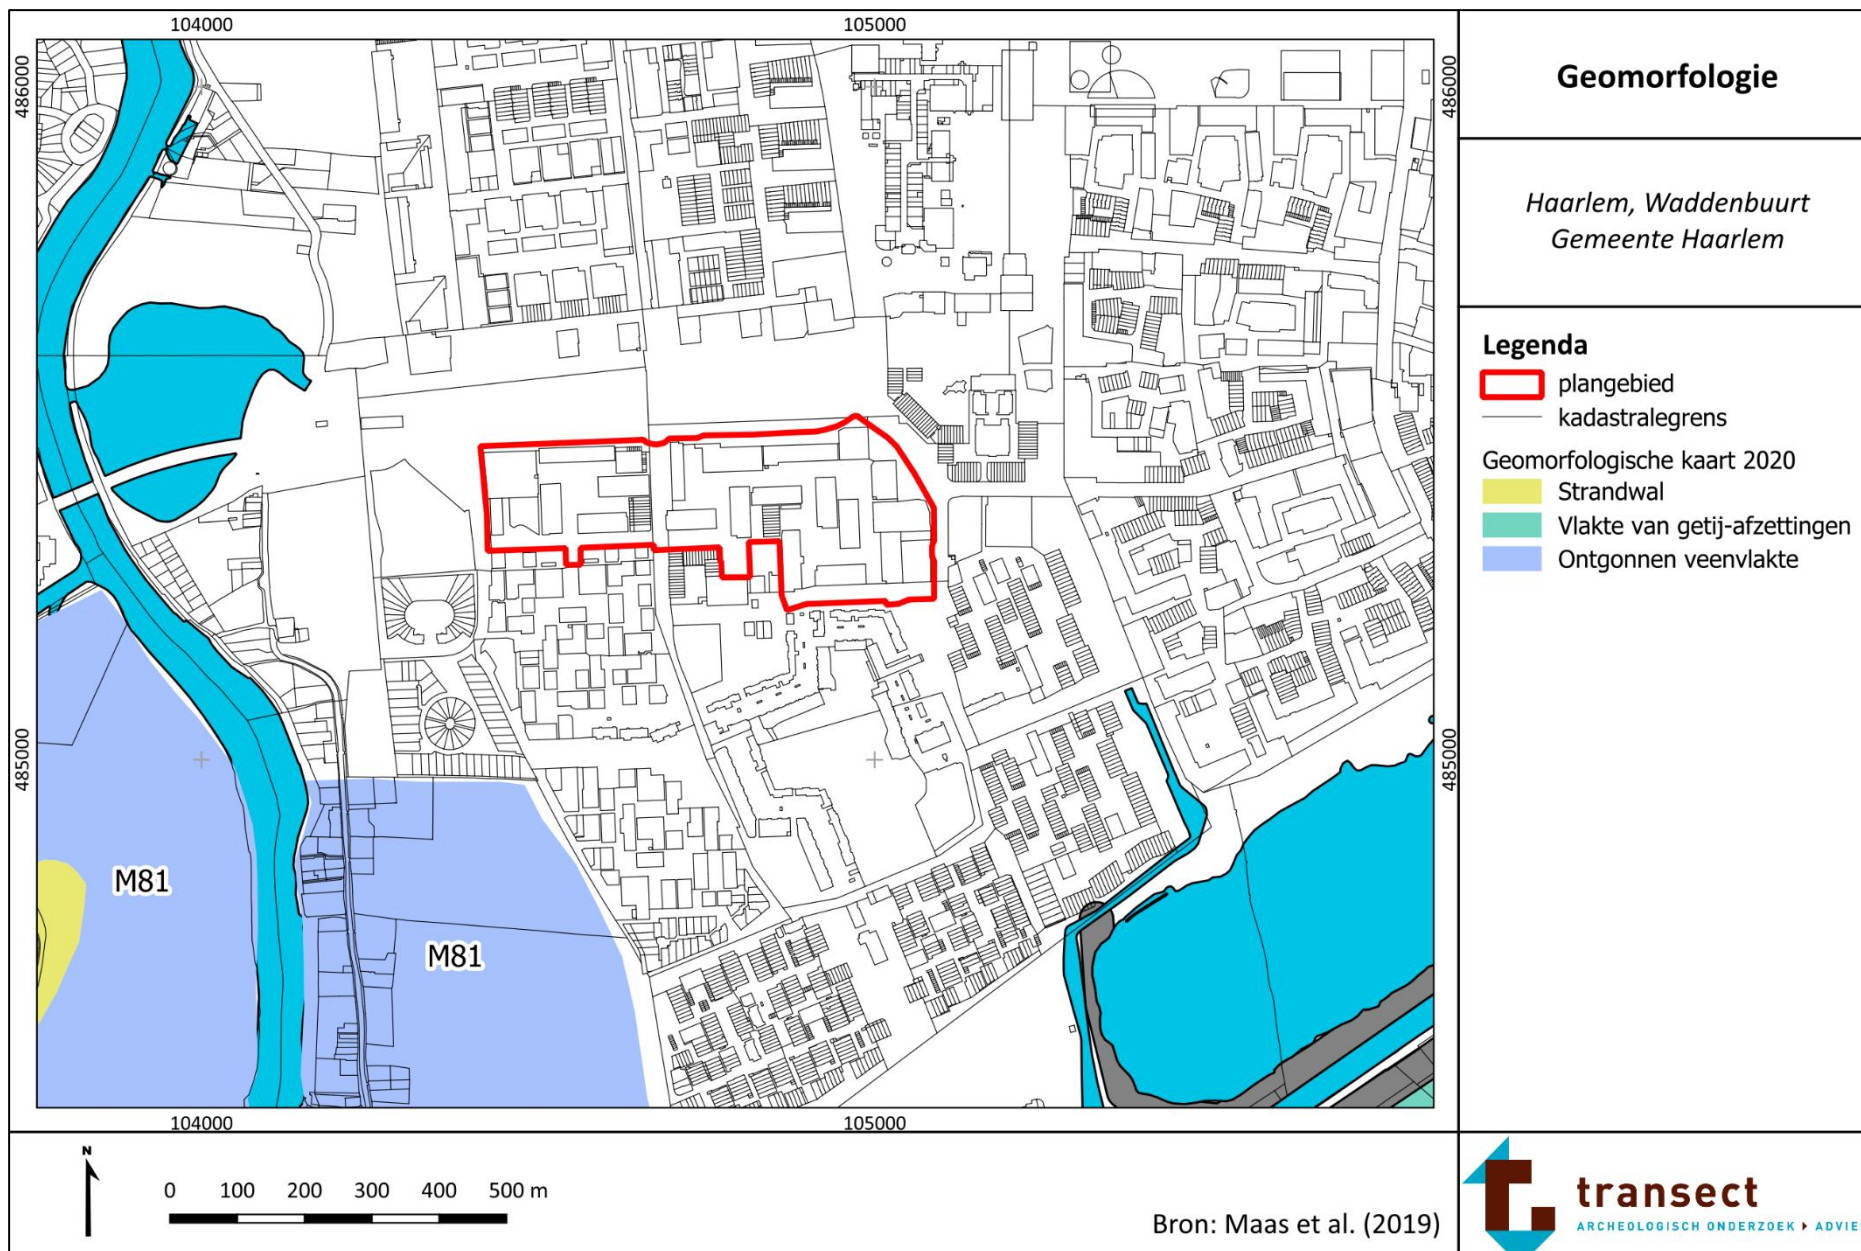 104000
105000
486000
486000
485000
485000
M81
M81
104000
105000
Geomorfologie
Haarlem, Waddenbuurt
Gemeente Haarlem
Legenda
plangebied
kadastralegrens
Geomorfologische kaart 2020
Strandwal
Vlakte van getij-afzettingen
Ontgonnen veenvlakte
N
0 100 200 300 400 500 m
Bron: Maas et al. (2019)
transect
ARCHEOLOGISCH ONDERZOEK ADVIE